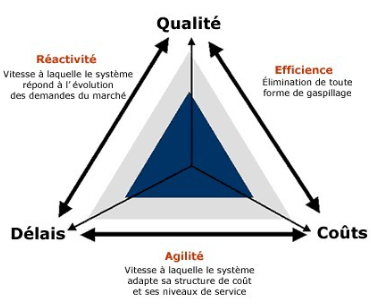 Qualité
Réactivité
Vitesse à laquelle le système
répond à l'évolution
des demandes du marché
Efficience
Élimination de toute
forme de gaspillage
Délais
Coûts
Agilité
Vitesse à laquelle le système
adapte sa structure de coût
et ses niveaux de service